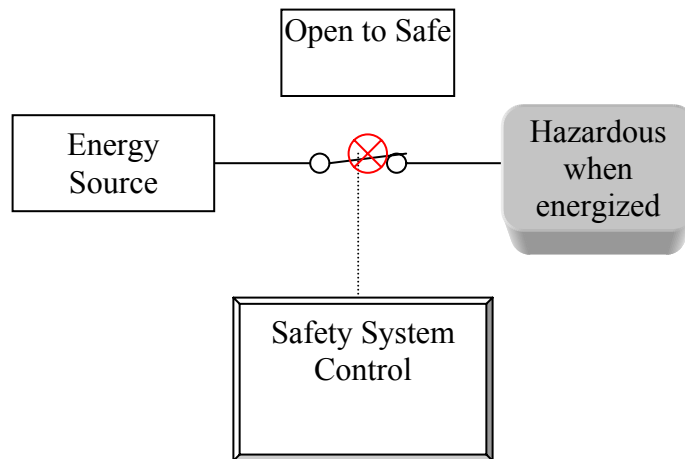 Open to Safe
Energy
Source
Hazardous
when
energized
Safety System
Control